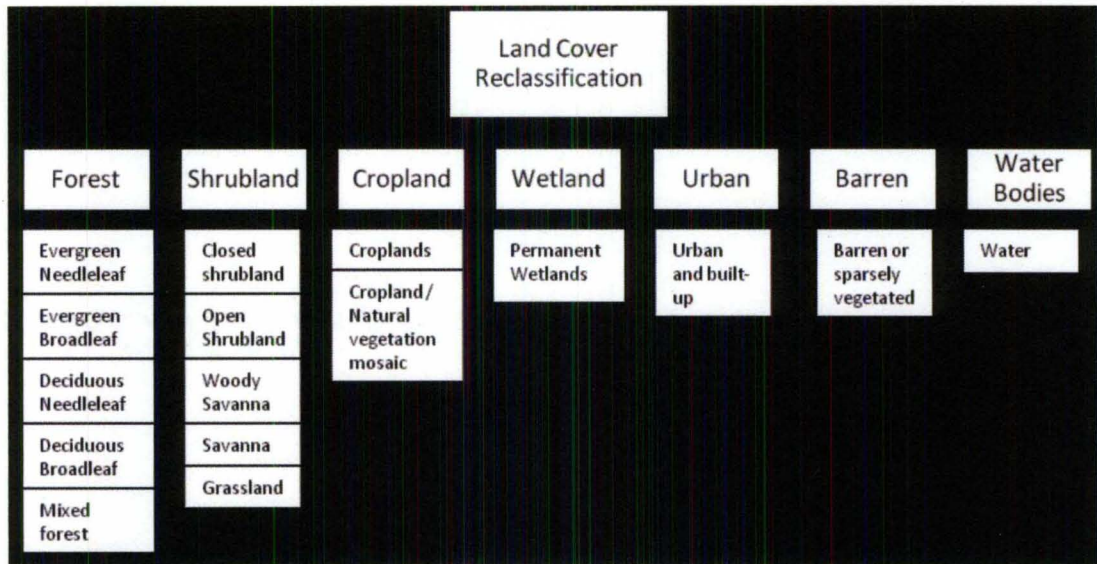 Land Cover
Reclassification
Forest
Shrubland
Cropland
Wetland
Urban
Barren
Water
Bodies
Evergreen
Needleleaf
Evergreen
Broadleaf
Deciduous
Needleleaf
Deciduous
Broadleaf
Mixed
forest
Closed
shrubland
Open
Shrubland
Woody
Savanna
Savanna
Grassland
Croplands
Cropland /
Natural
vegetation
mosaic
Permanent
Wetlands
Urban
and built-
up
Barren or
sparsely
vegetated
Water